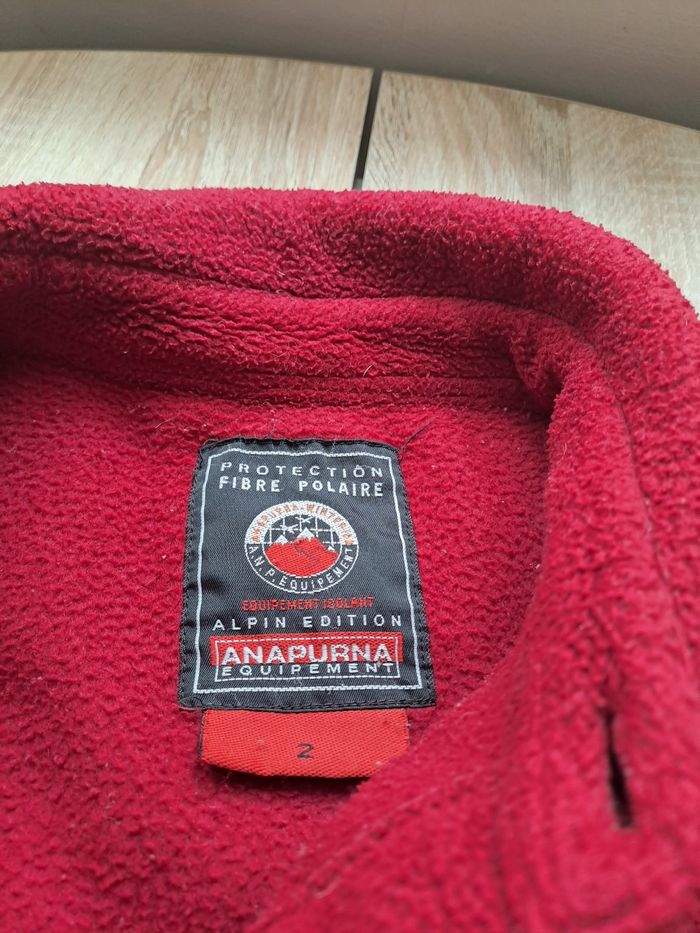 PROTECTION
FIBRE POLAIRE
ANAPURNA WINTER
A.N.P. EQUIPEMENT
EQUIPEMENT ISOLANT
ALPIN EDITION
ANAPURNA
EQUIPEMENT
2